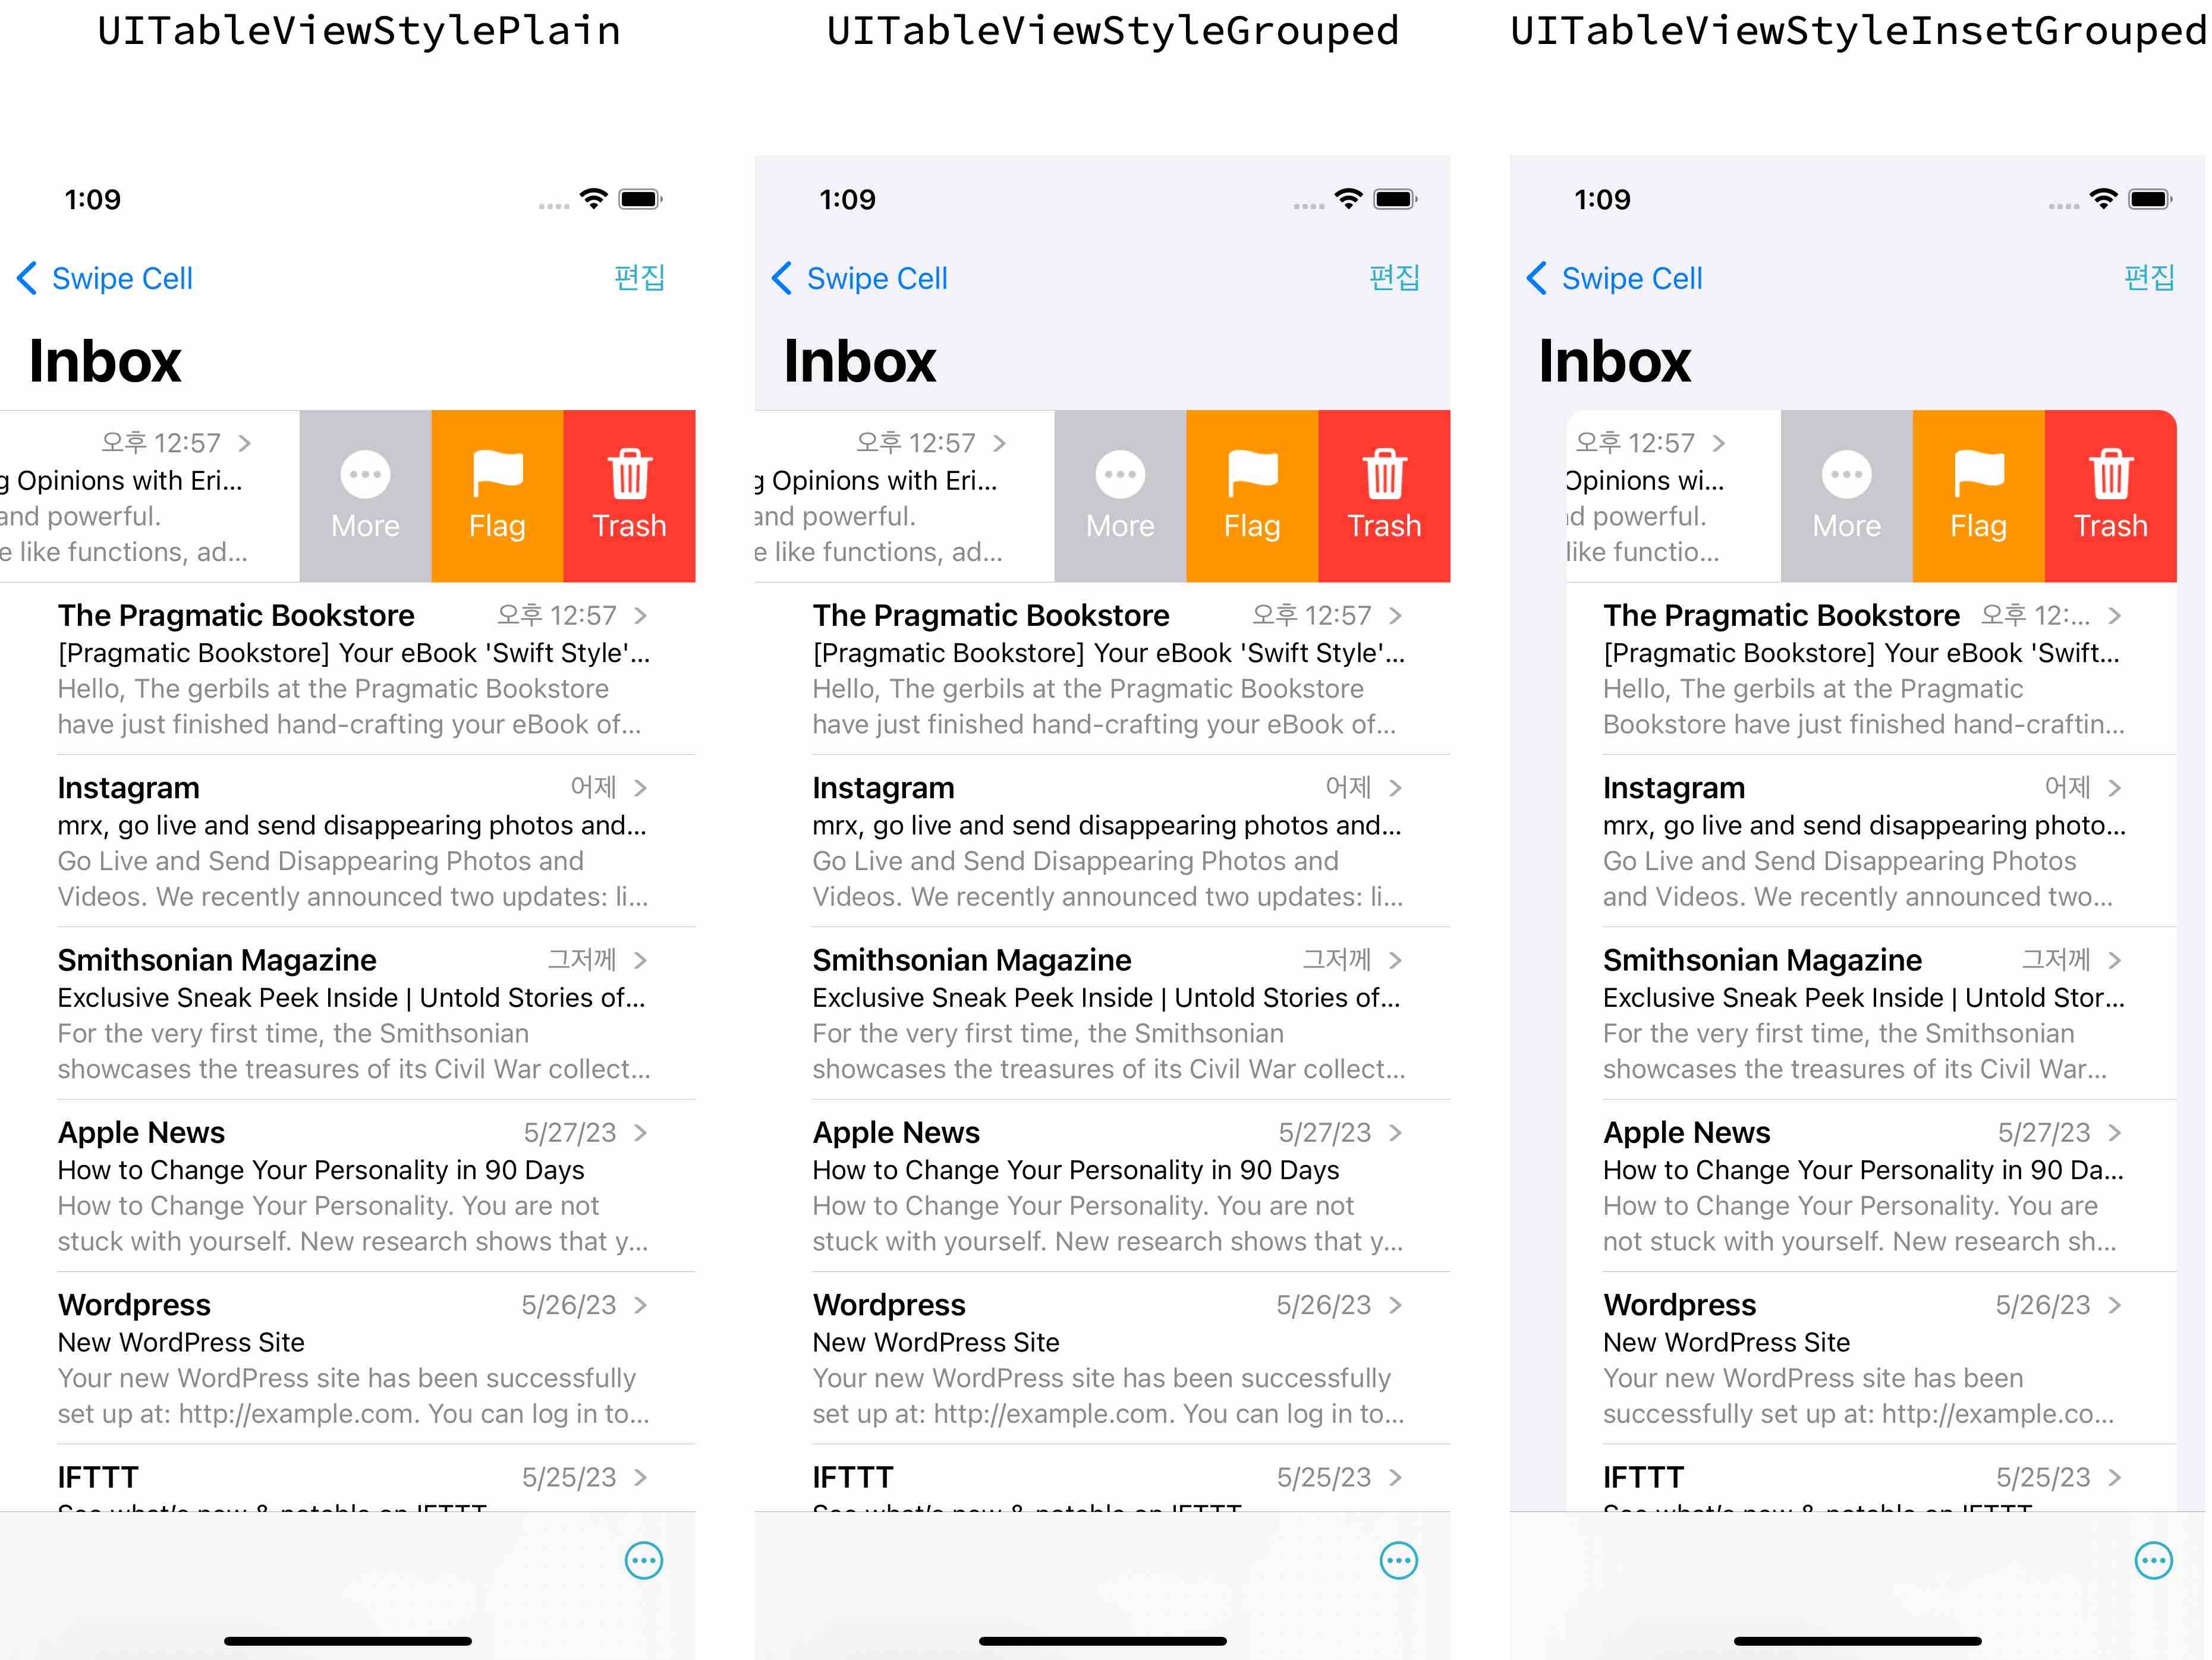 UITableViewStylePlain
1:09
Swipe Cell 편집
Inbox
오후 12:57
g Opinions with Eri...
and powerful.
e like functions, ad...
More Flag Trash
The Pragmatic Bookstore 오후 12:57
[Pragmatic Bookstore] Your eBook 'Swift Style'...
Hello, The gerbils at the Pragmatic Bookstore
have just finished hand-crafting your eBook of...
Instagram 어제
mrx, go live and send disappearing photos and...
Go Live and Send Disappearing Photos and
Videos. We recently announced two updates: li...
Smithsonian Magazine 그저께
Exclusive Sneak Peek Inside | Untold Stories of...
For the very first time, the Smithsonian
showcases the treasures of its Civil War collect...
Apple News 5/27/23
How to Change Your Personality in 90 Days
How to Change Your Personality. You are not
stuck with yourself. New research shows that y...
Wordpress 5/26/23
New WordPress Site
Your new WordPress site has been successfully
set up at: http://example.com. You can log in to...
IFTTT 5/25/23
See what's new & notable on IFTTT
UITableViewStyleGrouped
1:09
Swipe Cell 편집
Inbox
오후 12:57
g Opinions with Eri...
and powerful.
e like functions, ad...
More Flag Trash
The Pragmatic Bookstore 오후 12:57
[Pragmatic Bookstore] Your eBook 'Swift Style'...
Hello, The gerbils at the Pragmatic Bookstore
have just finished hand-crafting your eBook of...
Instagram 어제
mrx, go live and send disappearing photos and...
Go Live and Send Disappearing Photos and
Videos. We recently announced two updates: li...
Smithsonian Magazine 그저께
Exclusive Sneak Peek Inside | Untold Stories of...
For the very first time, the Smithsonian
showcases the treasures of its Civil War collect...
Apple News 5/27/23
How to Change Your Personality in 90 Days
How to Change Your Personality. You are not
stuck with yourself. New research shows that y...
Wordpress 5/26/23
New WordPress Site
Your new WordPress site has been successfully
set up at: http://example.com. You can log in to...
IFTTT 5/25/23
See what's new & notable on IFTTT
UITableViewStyleInsetGrouped
1:09
Swipe Cell 편집
Inbox
오후 12:57
Opinions wi...
d powerful.
like functio...
More Flag Trash
The Pragmatic Bookstore 오후 12:...
[Pragmatic Bookstore] Your eBook 'Swift...
Hello, The gerbils at the Pragmatic
Bookstore have just finished hand-craftin...
Instagram 어제
mrx, go live and send disappearing photo...
Go Live and Send Disappearing Photos
and Videos. We recently announced two...
Smithsonian Magazine 그저께
Exclusive Sneak Peek Inside | Untold Stor...
For the very first time, the Smithsonian
showcases the treasures of its Civil War...
Apple News 5/27/23
How to Change Your Personality in 90 Da...
How to Change Your Personality. You are
not stuck with yourself. New research sh...
Wordpress 5/26/23
New WordPress Site
Your new WordPress site has been
successfully set up at: http://example.co...
IFTTT 5/25/23
See what's new & notable on IFTTT